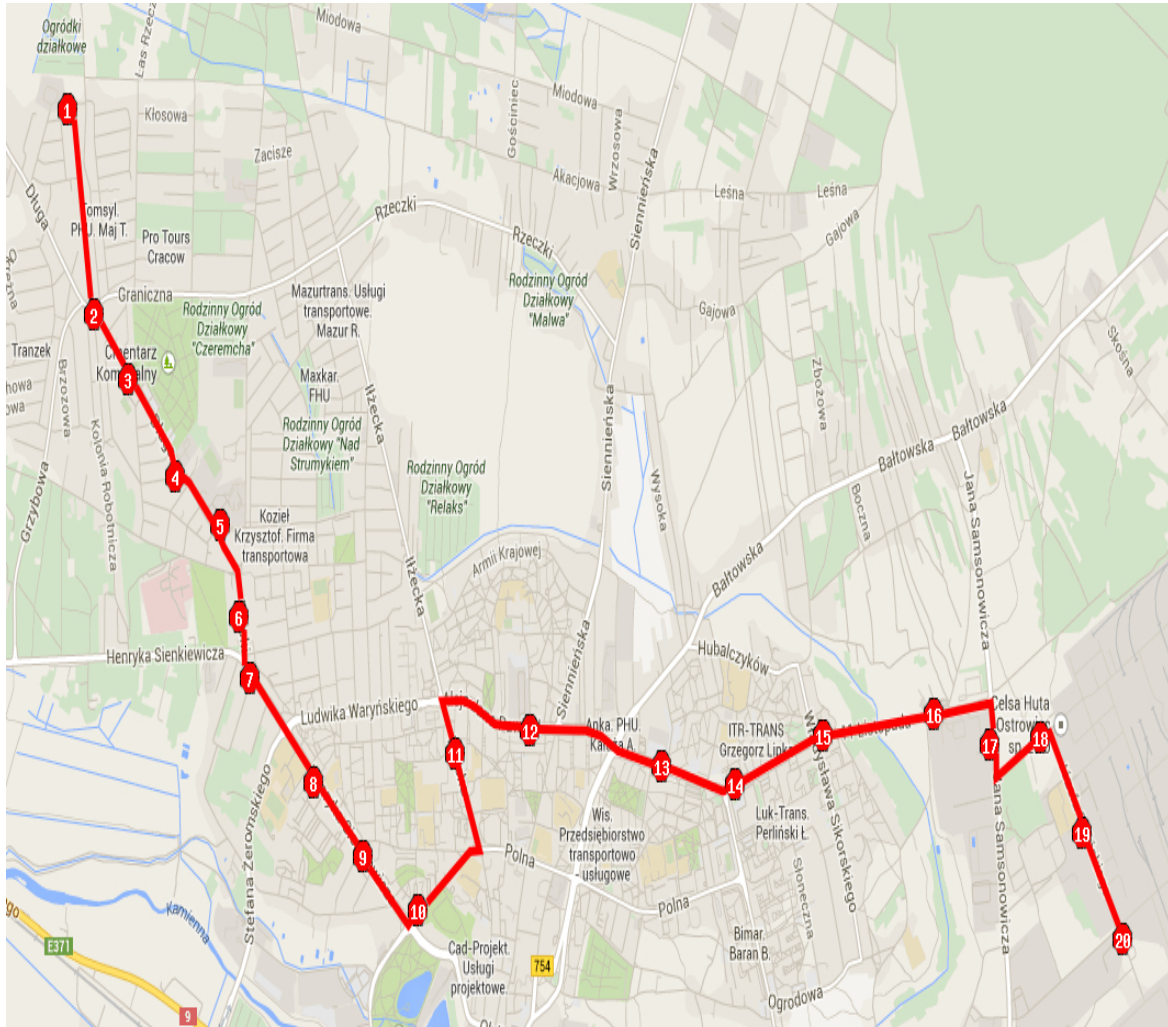 Ogródki
działkowe
Las Rzecz
Miodowa
Miodowa
Gościniec
Wrzosowa
Siennieńska
1
Kłosowa
Zacisze
Akacjowa
Leśna
Leśna
Gajowa
Długa
Tomsyl.
PHU. Maj T.
Pro Tours
Cracow
Rzeczki
Rzeczki
Graniczna
Rodzinny Ogród
Działkowy
"Czeremcha"
Mazurtrans. Usługi
transportowe.
Mazur R.
Rodzinny Ogród
Działkowy
"Malwa"
Gajowa
2
Tranzek
3
Brzozowa
Maxkar.
FHU
Iłżecka
Skośna
Zbożowa
Siennieńska
Bałtowska
Bałtowska
Kolonia Robotnicza
Rodzinny Ogród
Działkowy "Nad
Strumykiem"
Rodzinny Ogród
Działkowy
"Relaks"
Wysoka
Boczna
Jana Samsonowicza
4
Grzybowa
5
Kozieł
Krzysztof. Firma
transportowa
Armii Krajowej
Iłżecka
Bałtowska
6
Henryka Sienkiewicza
7
Hubalczyków
Siennieńska
Ludwika Waryńskiego
12
Anka. PHU
ITR-TRANS
Grzegorz Lipka
15
16
Celsa Huta
Ostrowiec
sp.
17
18
11
13
14
8
Stefana Żeromskiego
Władysława Sikorskiego
Wis.
Przedsiębiorstwo
transportowo
- usługowe
Luk-Trans.
Perliński Ł.
Jana Samsonowicza
19
9
Polna
Polna
Słoneczna
10
Kamienna
Cad-Projekt.
Usługi
projektowe.
Bimar.
Baran B.
20
E371
754
Ogrodowa
9